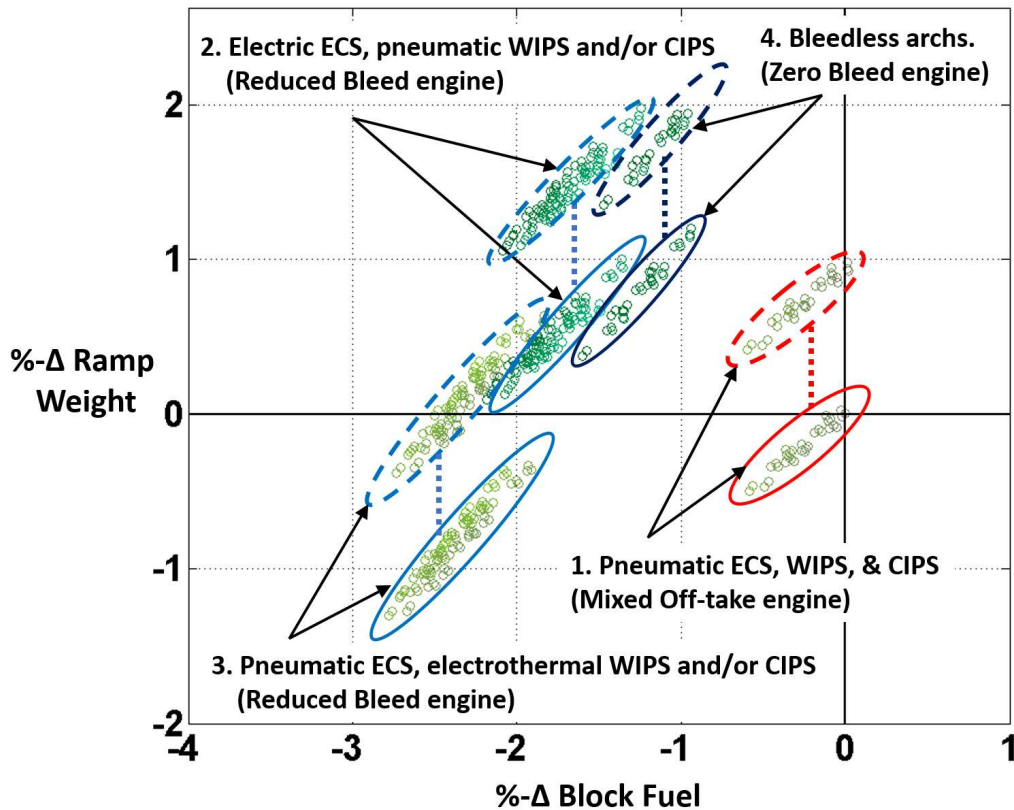 2. Electric ECS, pneumatic WIPS and/or CIPS
(Reduced Bleed engine)
4. Bleedless archs.
(Zero Bleed engine)
2
1
%-Δ Ramp
Weight
0
-1
1. Pneumatic ECS, WIPS, & CIPS
(Mixed Off-take engine)
3. Pneumatic ECS, electrothermal WIPS and/or CIPS
(Reduced Bleed engine)
-2
-4
-3
-2
-1
0
1
%-Δ Block Fuel